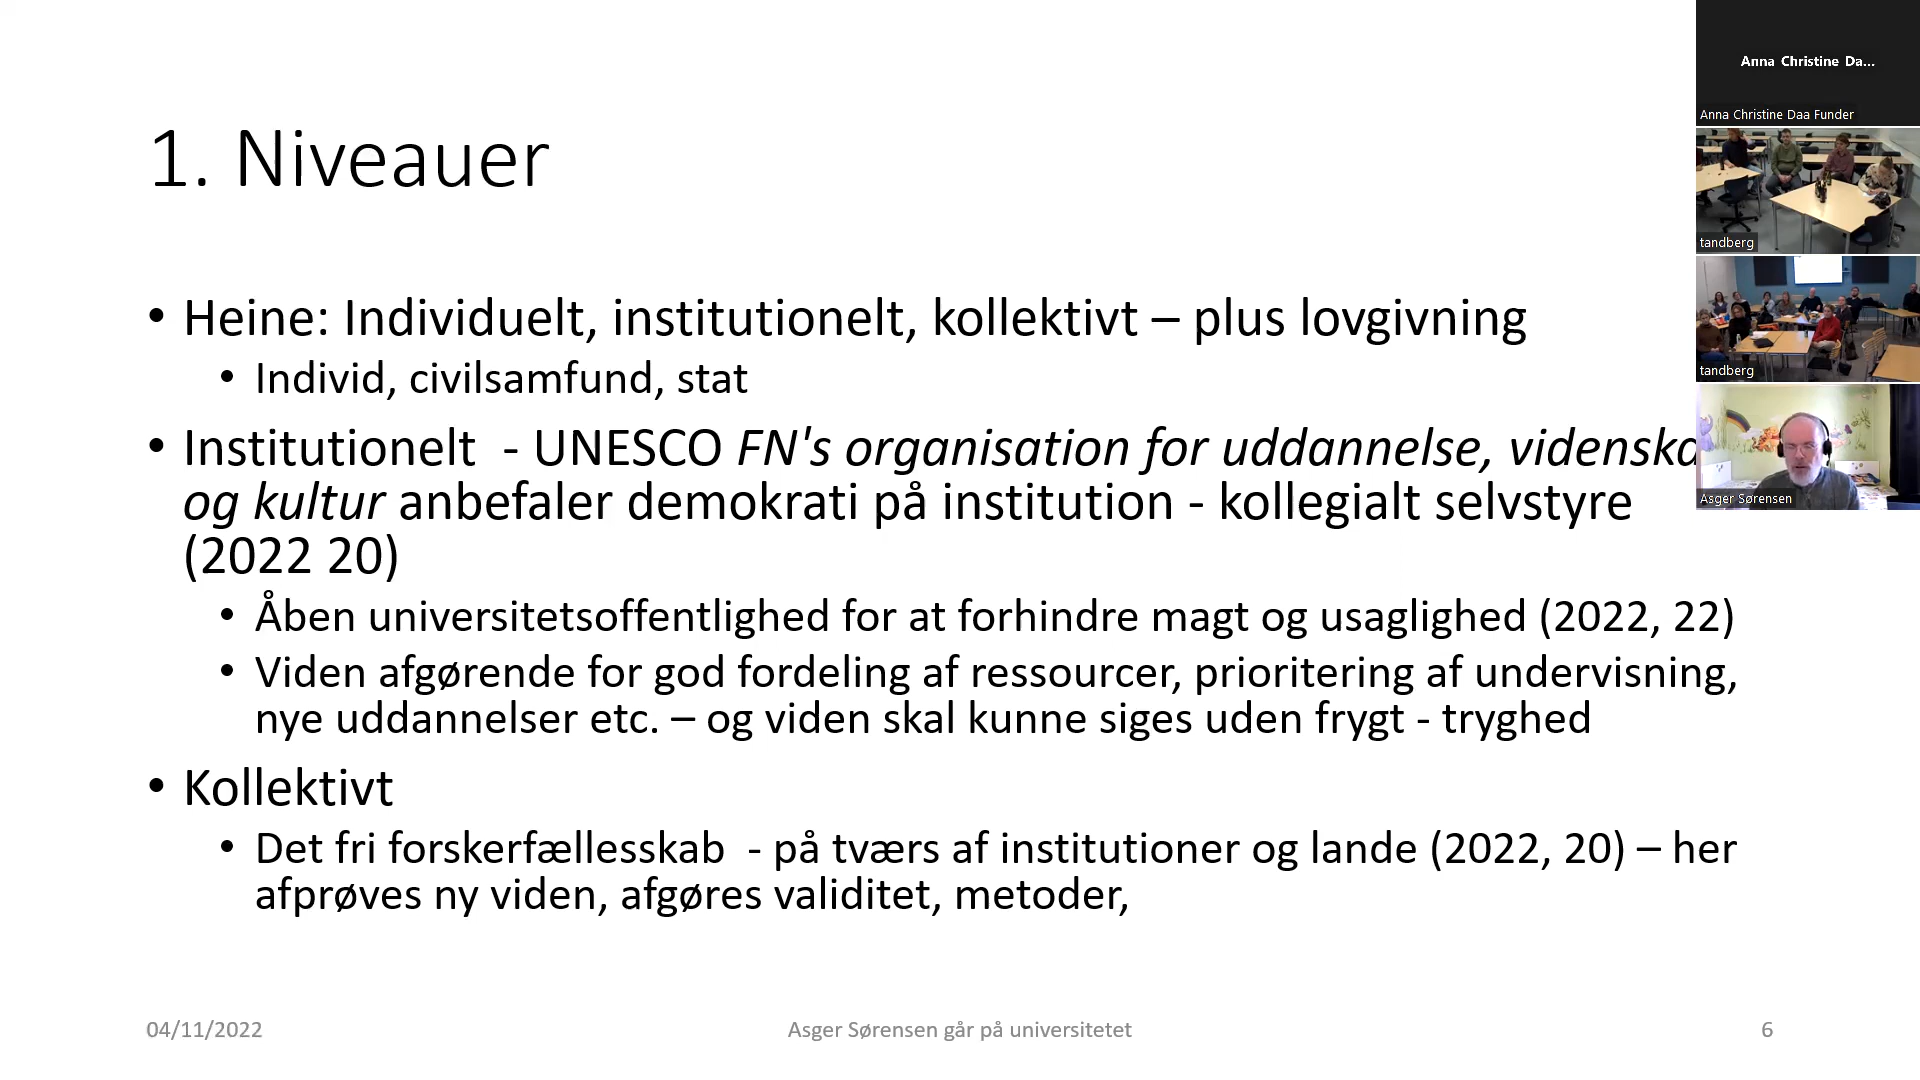 1. Niveauer
• Heine: Individuelt, institutionelt, kollektivt – plus lovgivning
• Individ, civilsamfund, stat
• Institutionelt - UNESCO FN's organisation for uddannelse,
og kultur anbefaler demokrati på institution - kollegialt selvstyre
(2022 20)
• Åben universitetsoffentlighed for at forhindre magt og usaglighed (2022, 22)
• Viden afgørende for god fordeling af ressourcer, prioritering af undervisning,
nye uddannelser etc. – og viden skal kunne siges uden frygt - tryghed
• Kollektivt
• Det fri forskerfællesskab - på tværs af institutioner og lande (2022, 20) – her
afprøves ny viden, afgøres validitet, metoder,
04/11/2022
Asger Sørensen går på universitetet
6
Anna Christine Da...
Anna Christine Daa Funder
tandberg
tandberg
Asger Sørensen